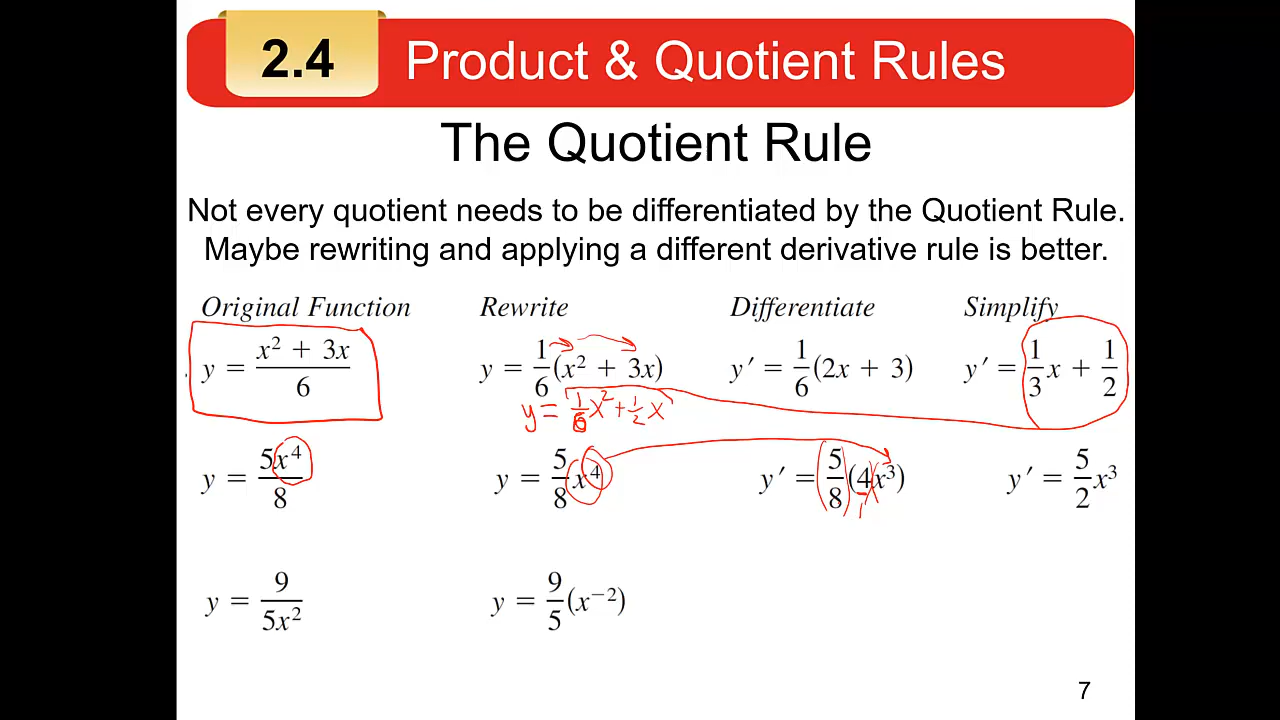 2.4 Product & Quotient Rules
The Quotient Rule
Not every quotient needs to be differentiated by the Quotient Rule.
Maybe rewriting and applying a different derivative rule is better.
Original Function Rewrite Differentiate Simplify
y = (x² + 3x)/6 y = 1/6(x² + 3x) y′ = 1/6(2x + 3) y′ = 1/3x + 1/2
y = 1/6x² + 1/2x
y = 5x⁴/8 y = 5/8x⁴ y′ = 5/8(4x³) y′ = 5/2x³
1
y = 9/5x² y = 9/5(x⁻²)
7